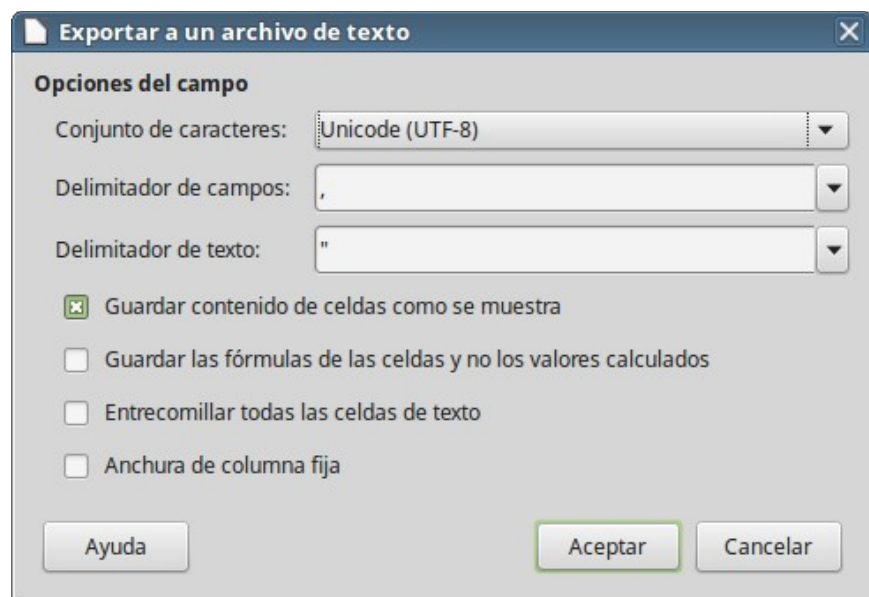 Exportar a un archivo de texto
Opciones del campo
Conjunto de caracteres: Unicode (UTF-8)
Delimitador de campos: ,
Delimitador de texto: "
Guardar contenido de celdas como se muestra
Guardar las fórmulas de las celdas y no los valores calculados
Entrecomillar todas las celdas de texto
Anchura de columna fija
Ayuda Aceptar Cancelar